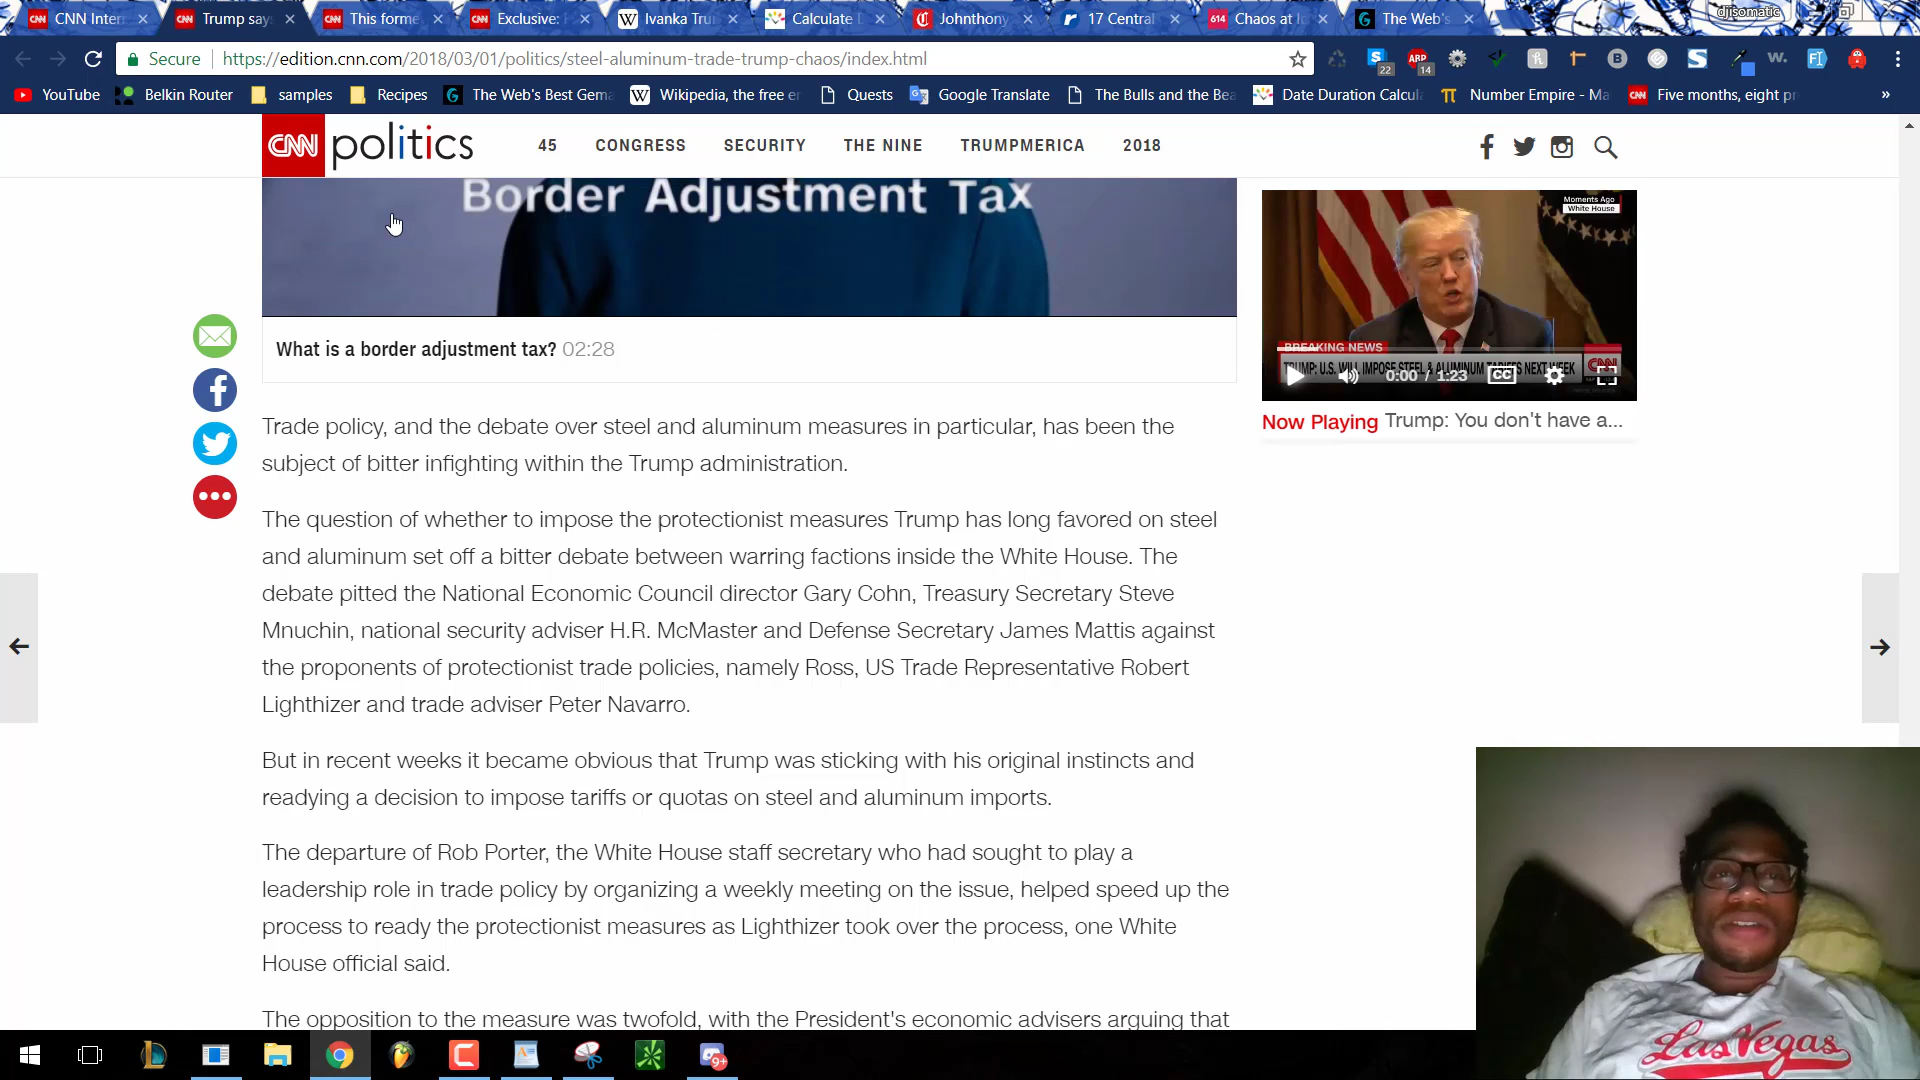 CNN Inter
Trump say
This forme
Exclusive: F
Ivanka Tru
Calculate D
Johnthony
17 Central
614
Chaos at Jo
The Web's
djisomatic
Secure
https://edition.cnn.com/2018/03/01/politics/steel-aluminum-trade-trump-chaos/index.html
22
ABP
14
YouTube
Belkin Router
samples
Recipes
The Web's Best Gema
Wikipedia, the free en
Quests
Google Translate
The Bulls and the Bea
Date Duration Calcula
Number Empire - Ma
Five months, eight pr
»
CNN politics
45
CONGRESS
SECURITY
THE NINE
TRUMPMERICA
2018
Border Adjustment Tax
What is a border adjustment tax? 02:28
Moments Ago
White House
BREAKING NEWS
TRUMP: U.S. WILL IMPOSE STEEL & ALUMINUM TARIFFS NEXT WEEK
CNN
0:00 / 1:23
CC
Now Playing Trump: You don't have a...
Trade policy, and the debate over steel and aluminum measures in particular, has been the
subject of bitter infighting within the Trump administration.
The question of whether to impose the protectionist measures Trump has long favored on steel
and aluminum set off a bitter debate between warring factions inside the White House. The
debate pitted the National Economic Council director Gary Cohn, Treasury Secretary Steve
Mnuchin, national security adviser H.R. McMaster and Defense Secretary James Mattis against
the proponents of protectionist trade policies, namely Ross, US Trade Representative Robert
Lighthizer and trade adviser Peter Navarro.
But in recent weeks it became obvious that Trump was sticking with his original instincts and
readying a decision to impose tariffs or quotas on steel and aluminum imports.
The departure of Rob Porter, the White House staff secretary who had sought to play a
leadership role in trade policy by organizing a weekly meeting on the issue, helped speed up the
process to ready the protectionist measures as Lighthizer took over the process, one White
House official said.
The opposition to the measure was twofold, with the President's economic advisers arguing that
Las Vegas
9+